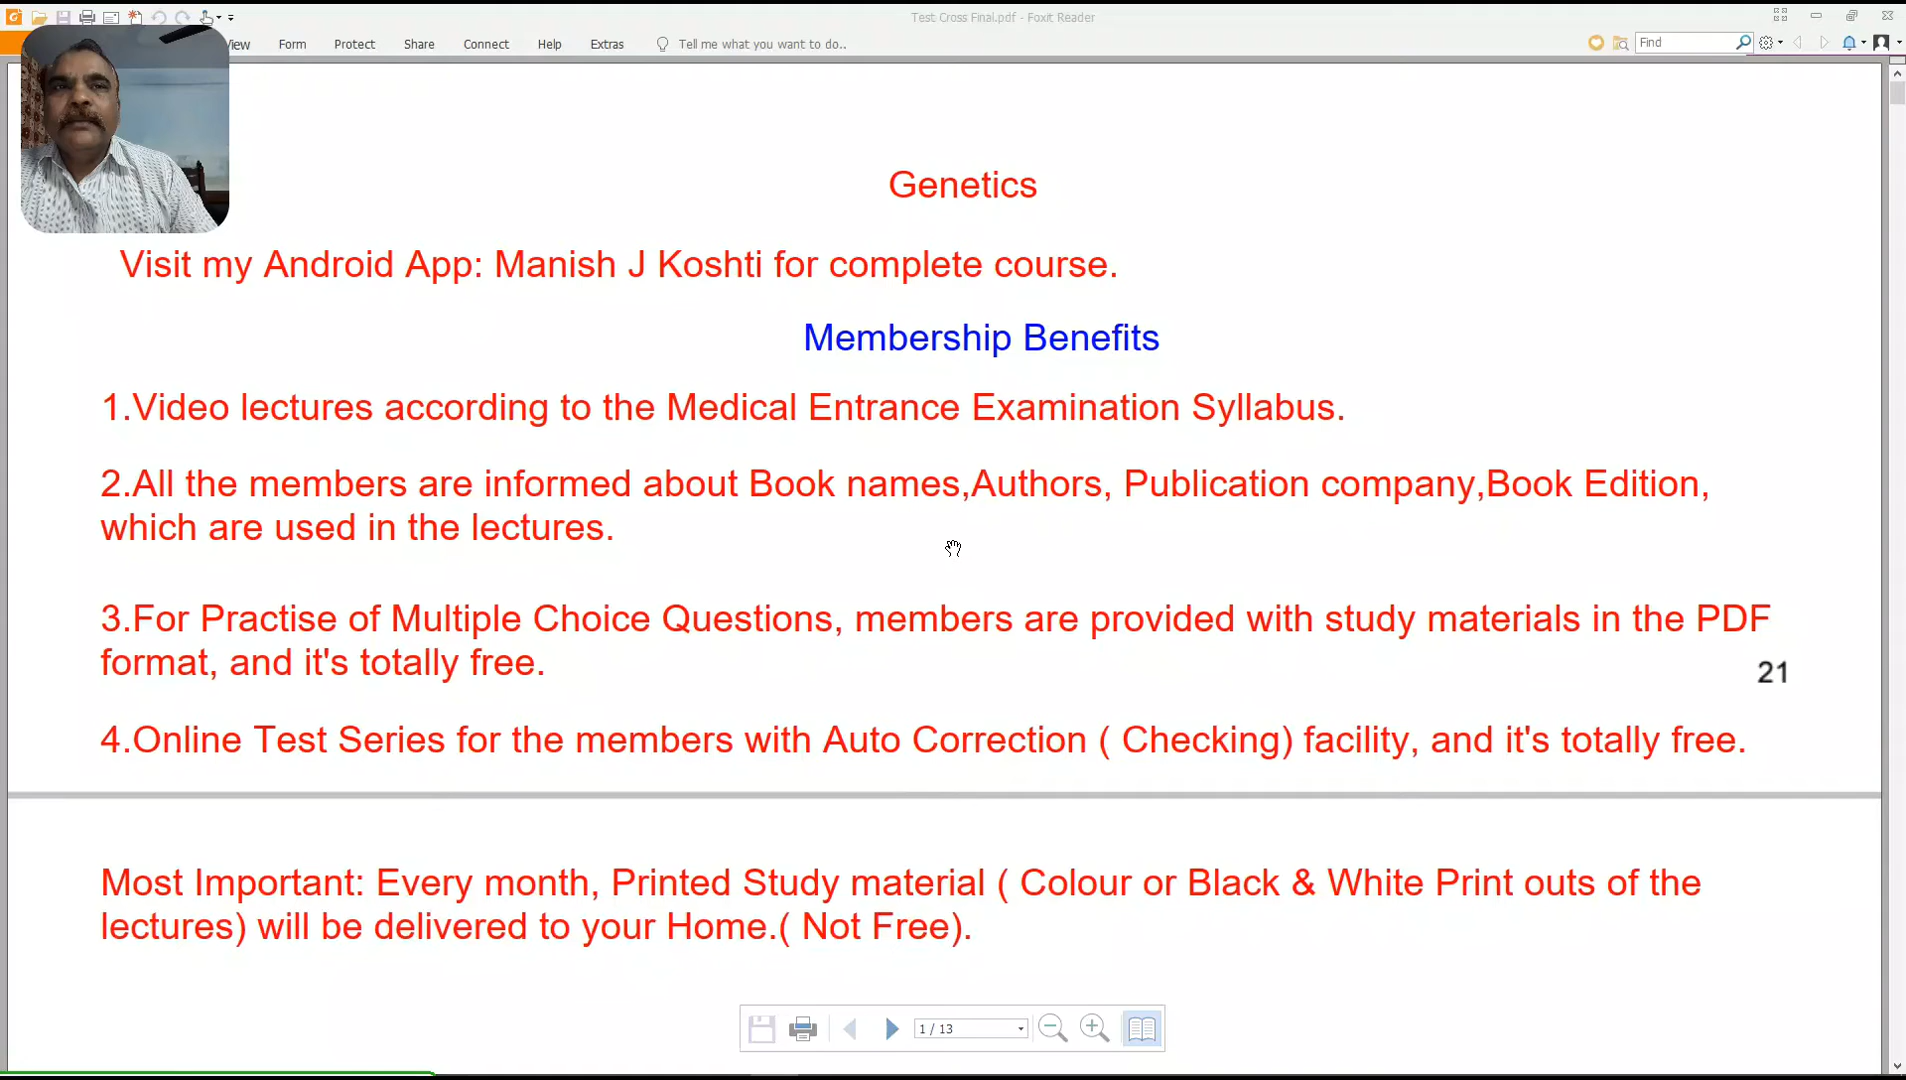 Test Cross Final.pdf - Foxit Reader
View Form Protect Share Connect Help Extras Tell me what you want to do.. Find
Genetics
Visit my Android App: Manish J Koshti for complete course.
Membership Benefits
1.Video lectures according to the Medical Entrance Examination Syllabus.
2.All the members are informed about Book names,Authors, Publication company,Book Edition,
which are used in the lectures.
3.For Practise of Multiple Choice Questions, members are provided with study materials in the PDF
format, and it's totally free.
21
4.Online Test Series for the members with Auto Correction ( Checking) facility, and it's totally free.
Most Important: Every month, Printed Study material ( Colour or Black & White Print outs of the
lectures) will be delivered to your Home.( Not Free).
1 / 13